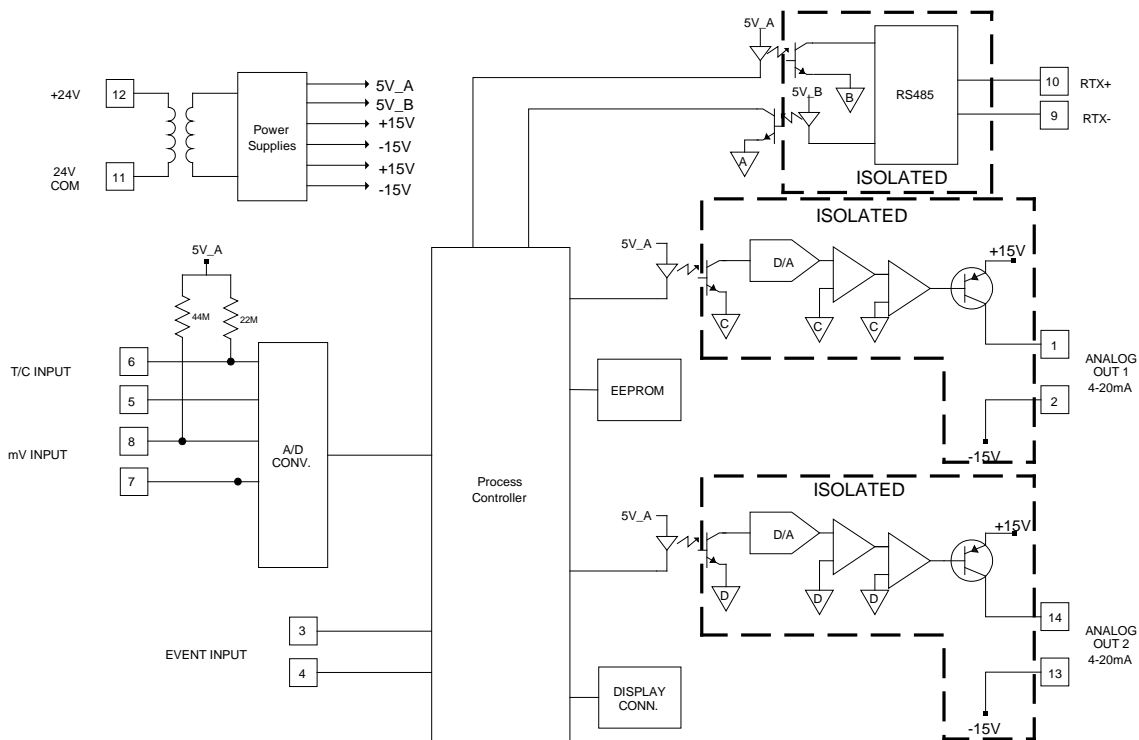 +24V
12
24V
COM
11
Power
Supplies
5V_A
5V_B
+15V
-15V
+15V
-15V
5V_A
B
5V_B
A
RS485
ISOLATED
10
RTX+
9
RTX-
5V_A
44M
22M
T/C INPUT
6
5
mV INPUT
8
7
A/D
CONV.
EVENT INPUT
3
4
Process
Controller
EEPROM
DISPLAY
CONN.
ISOLATED
5V_A
D/A
C
C
C
+15V
-15V
1
2
ANALOG
OUT 1
4-20mA
ISOLATED
5V_A
D/A
D
D
D
+15V
-15V
14
13
ANALOG
OUT 2
4-20mA